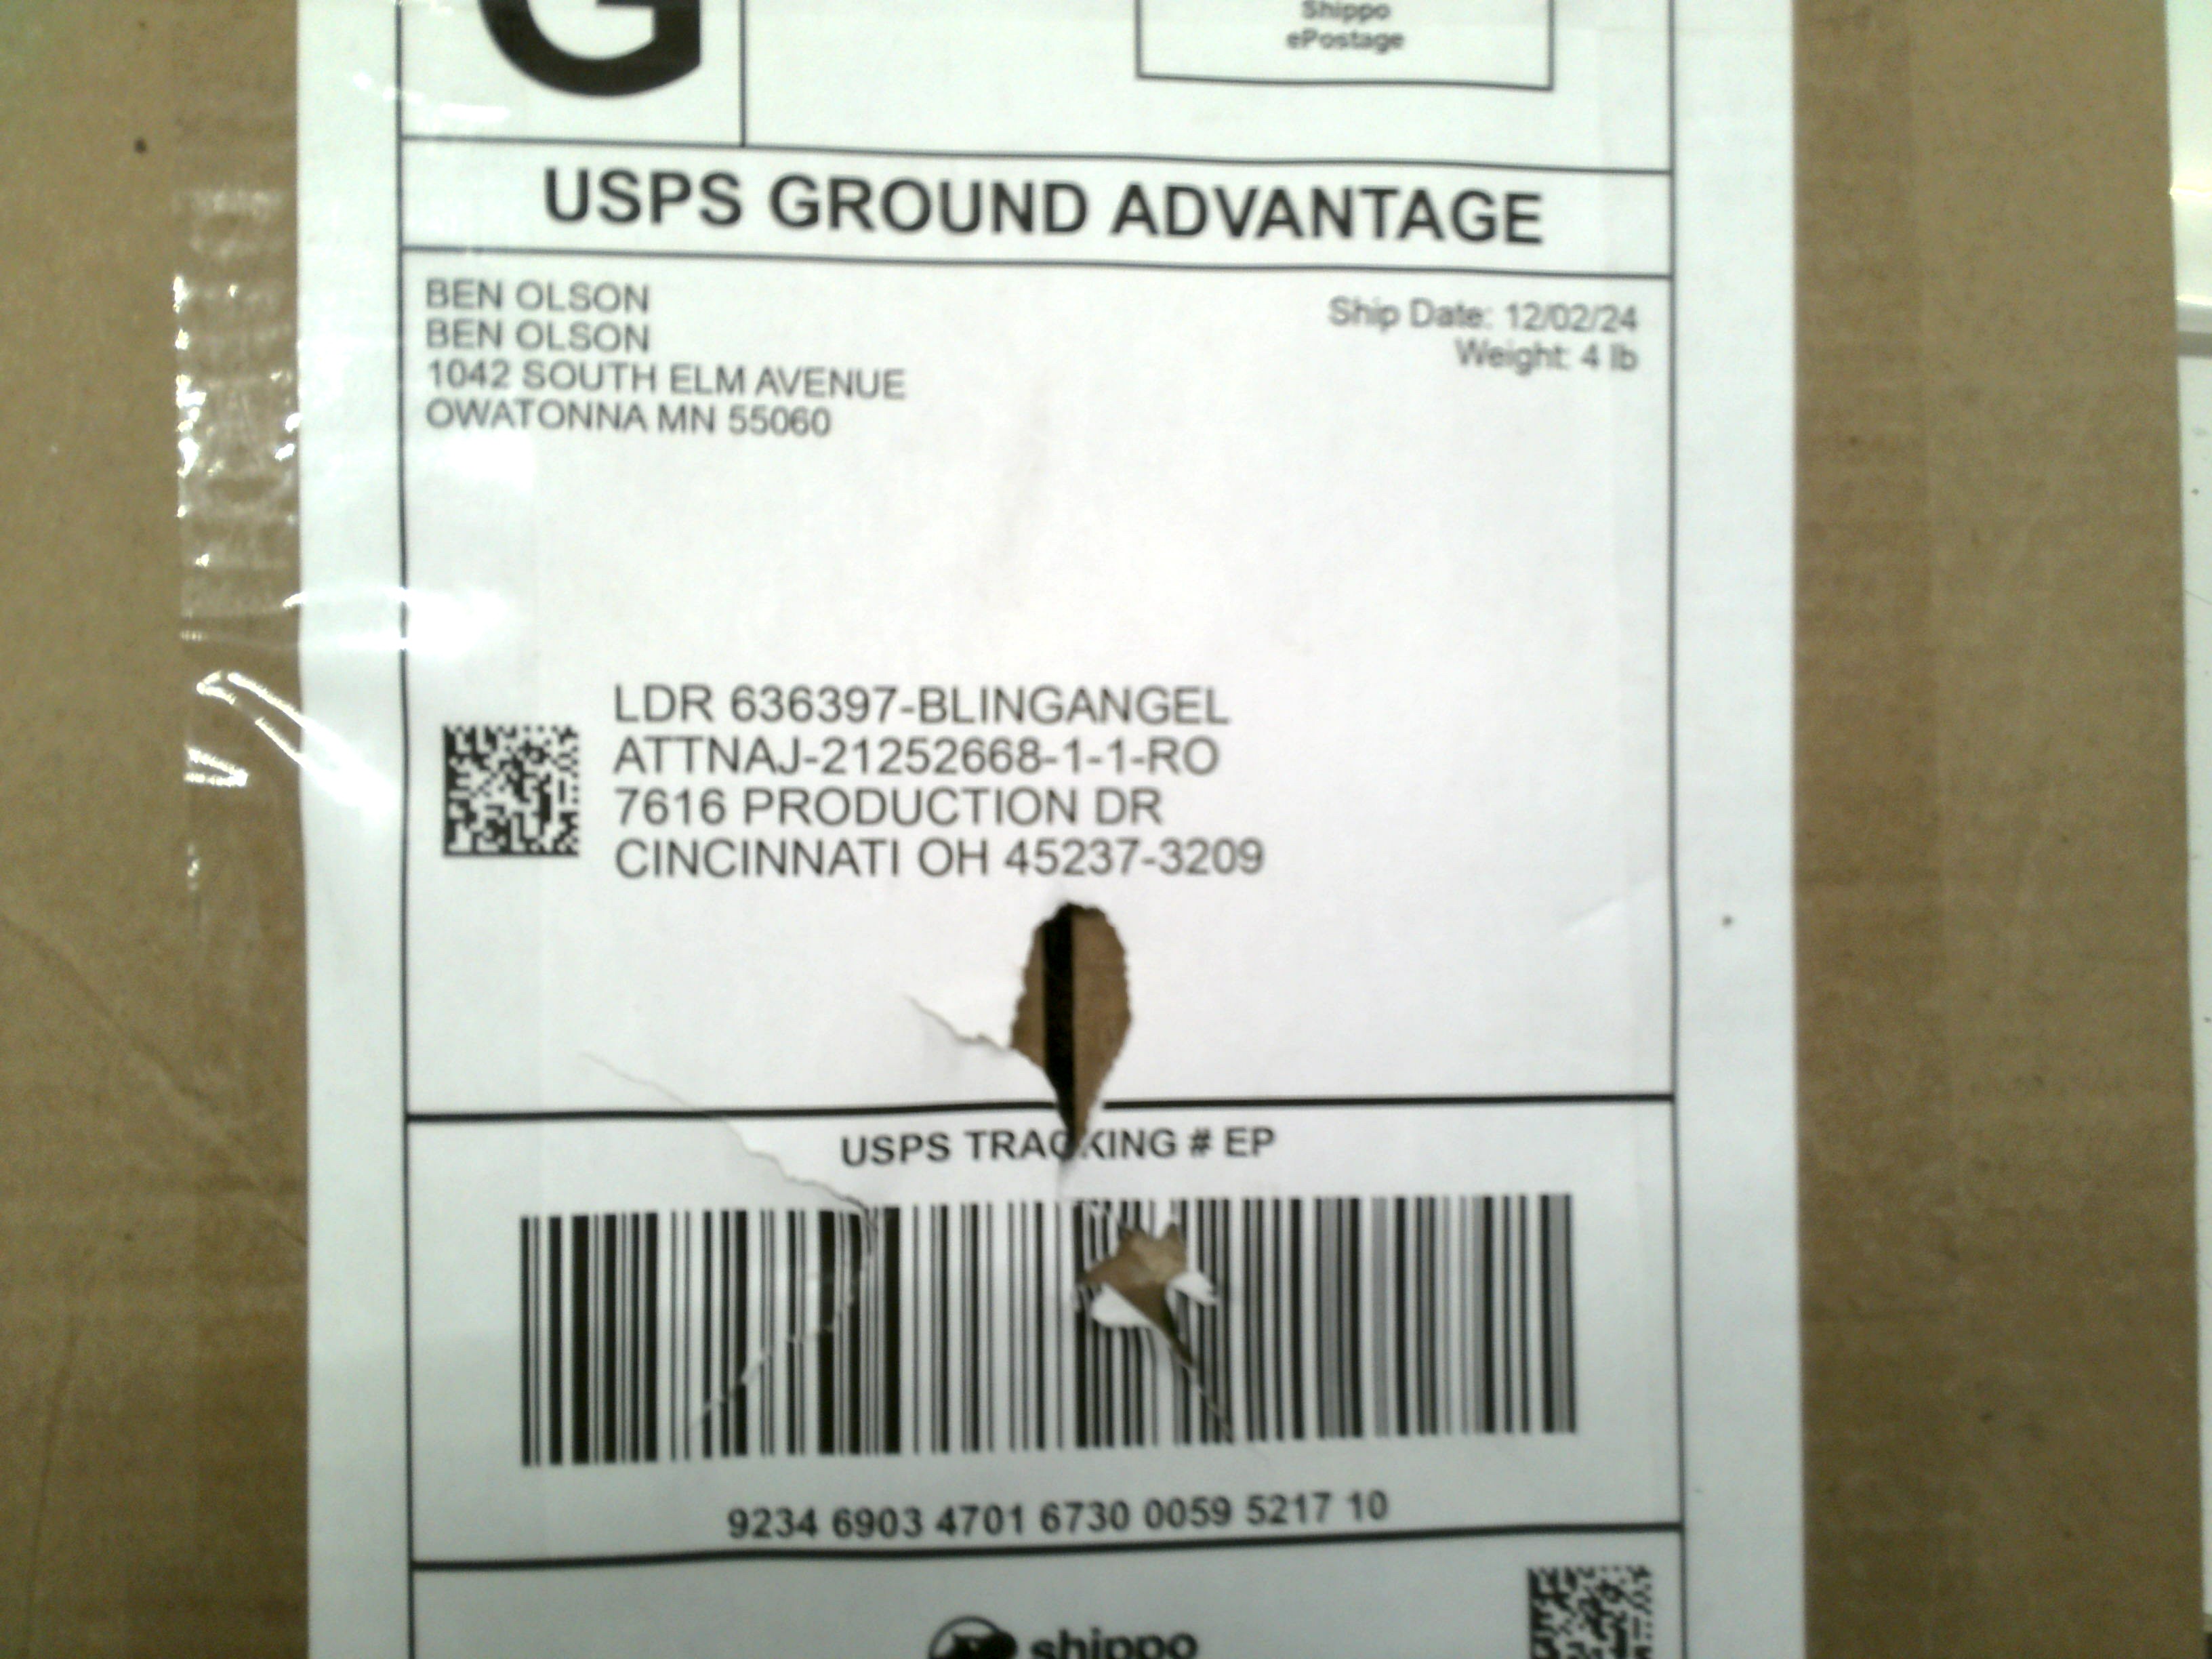 G
Shippo
ePostage
USPS GROUND ADVANTAGE
BEN OLSON
BEN OLSON
1042 SOUTH ELM AVENUE
OWATONNA MN 55060
Ship Date: 12/02/24
Weight: 4 lb
LDR 636397-BLINGANGEL
ATTNAJ-21252668-1-1-RO
7616 PRODUCTION DR
CINCINNATI OH 45237-3209
USPS TRACKING # EP
9234 6903 4701 6730 0059 5217 10
shippo